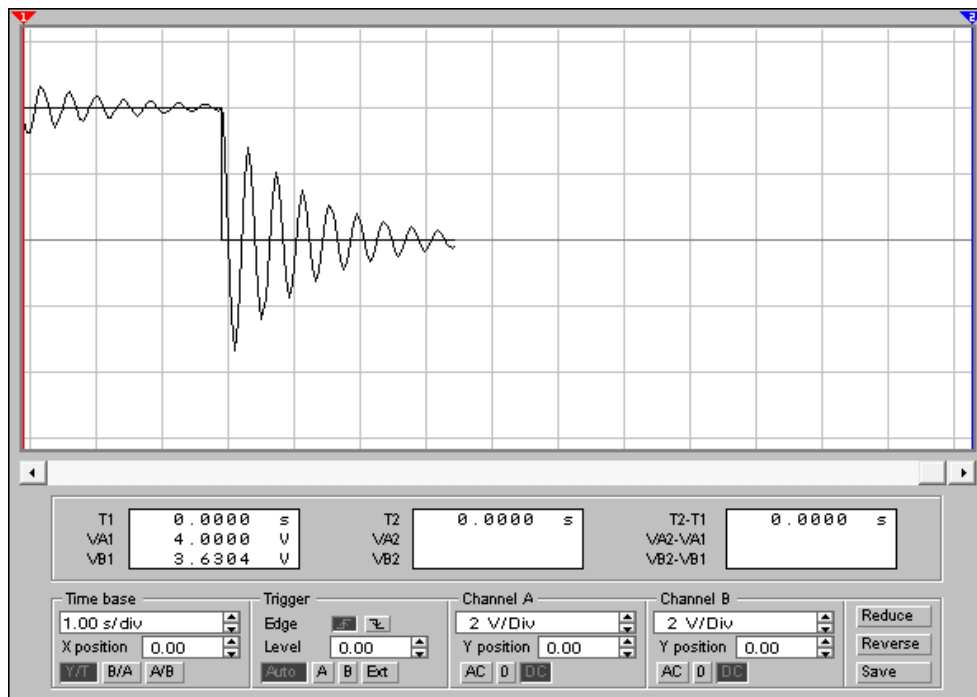 1 2
T1 0.0000 s T2 0.0000 s T2-T1 0.0000 s
VA1 4.0000 V VA2 VA2-VA1
VB1 3.6304 V VB2 VB2-VB1
Time base Trigger Channel A Channel B
1.00 s/div Edge 2 V/Div 2 V/Div Reduce
X position 0.00 Level 0.00 Y position 0.00 Y position 0.00 Reverse
Y/T B/A A/B Auto A B Ext AC 0 DC AC 0 DC Save